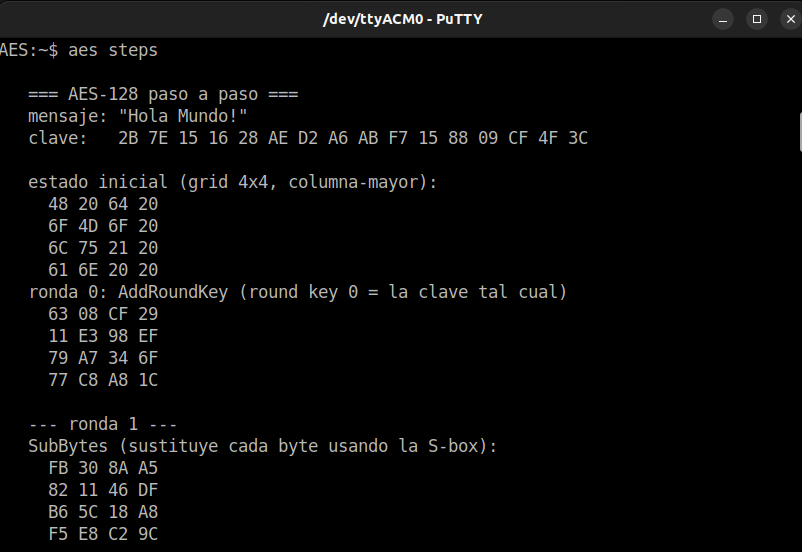 /dev/ttyACM0 - PuTTY
AES:~$ aes steps
=== AES-128 paso a paso ===
mensaje: "Hola Mundo!"
clave:   2B 7E 15 16 28 AE D2 A6 AB F7 15 88 09 CF 4F 3C
estado inicial (grid 4x4, columna-mayor):
48 20 64 20
6F 4D 6F 20
6C 75 21 20
61 6E 20 20
ronda 0: AddRoundKey (round key 0 = la clave tal cual)
63 08 CF 29
11 E3 98 EF
79 A7 34 6F
77 C8 A8 1C
--- ronda 1 ---
SubBytes (sustituye cada byte usando la S-box):
FB 30 8A A5
82 11 46 DF
B6 5C 18 A8
F5 E8 C2 9C